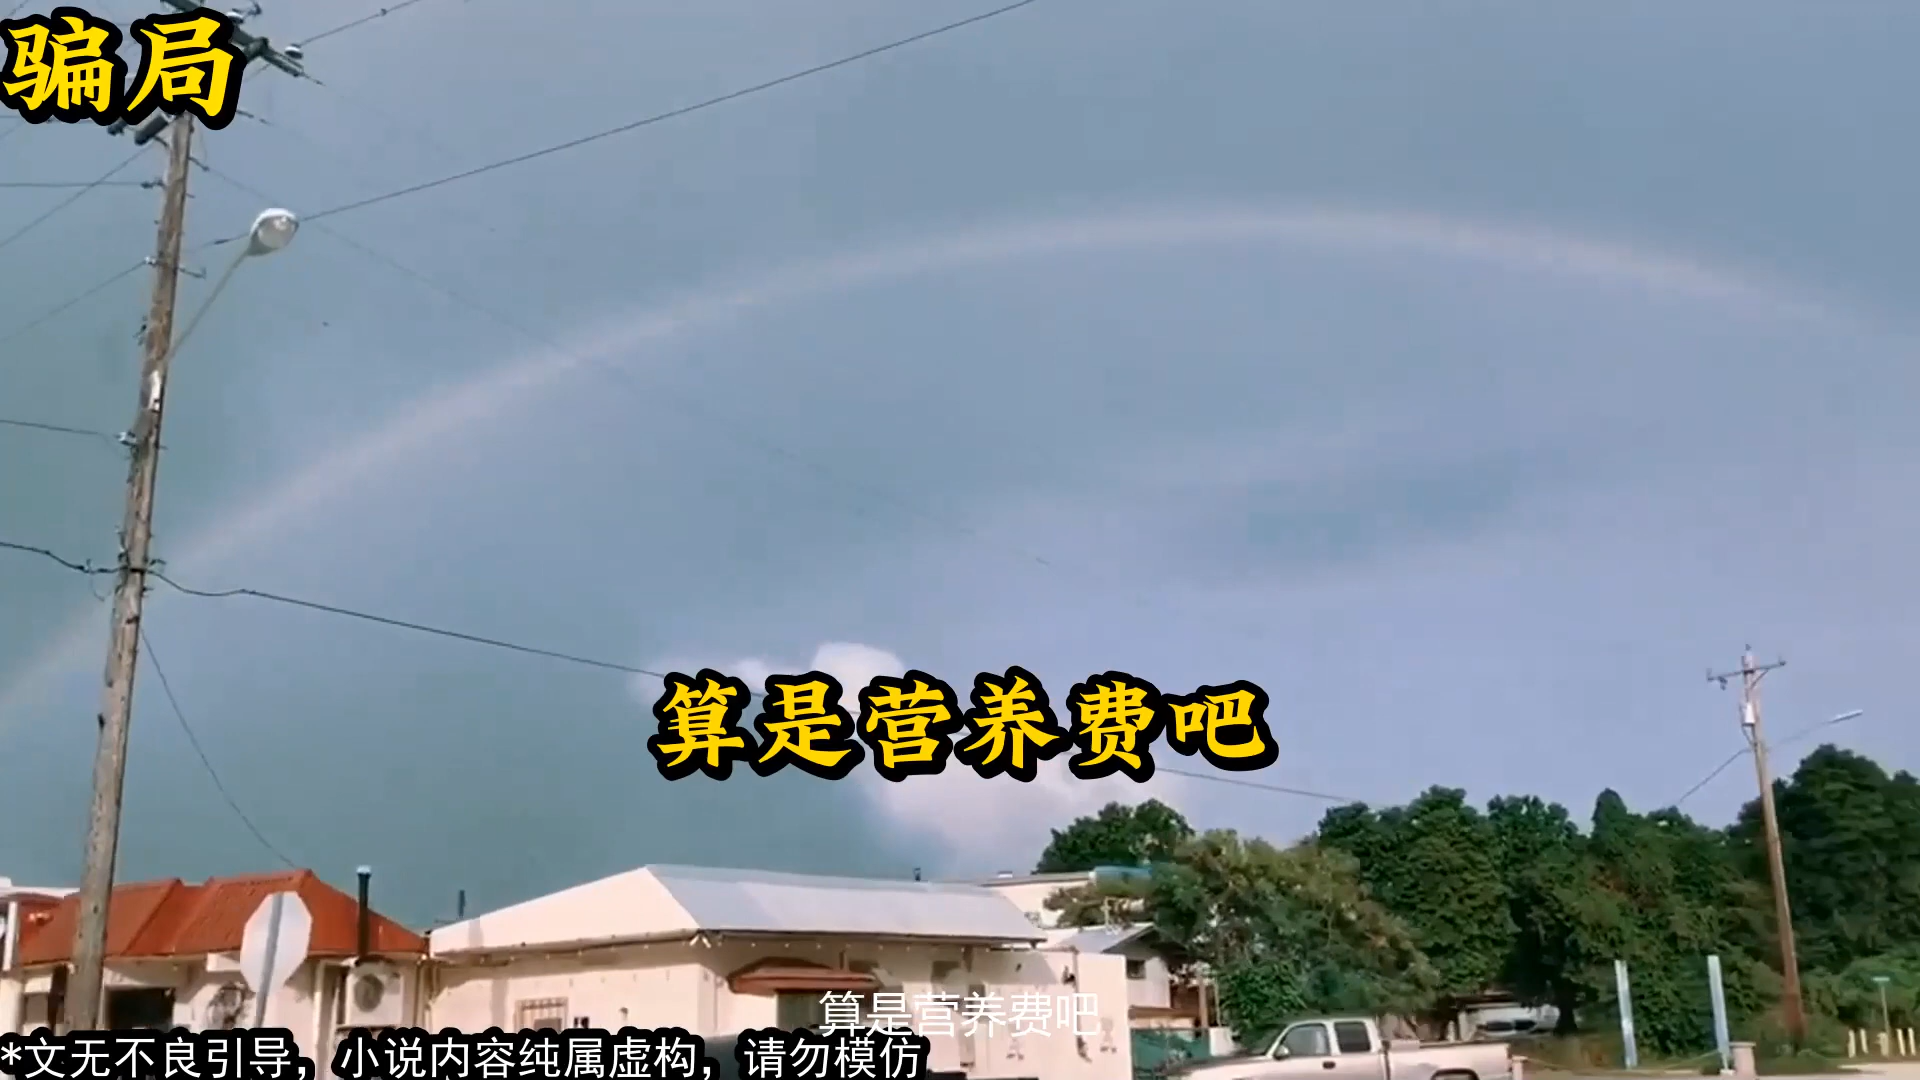 骗局
算是营养费吧
算是营养费吧
*文无不良引导，小说内容纯属虚构，请勿模仿